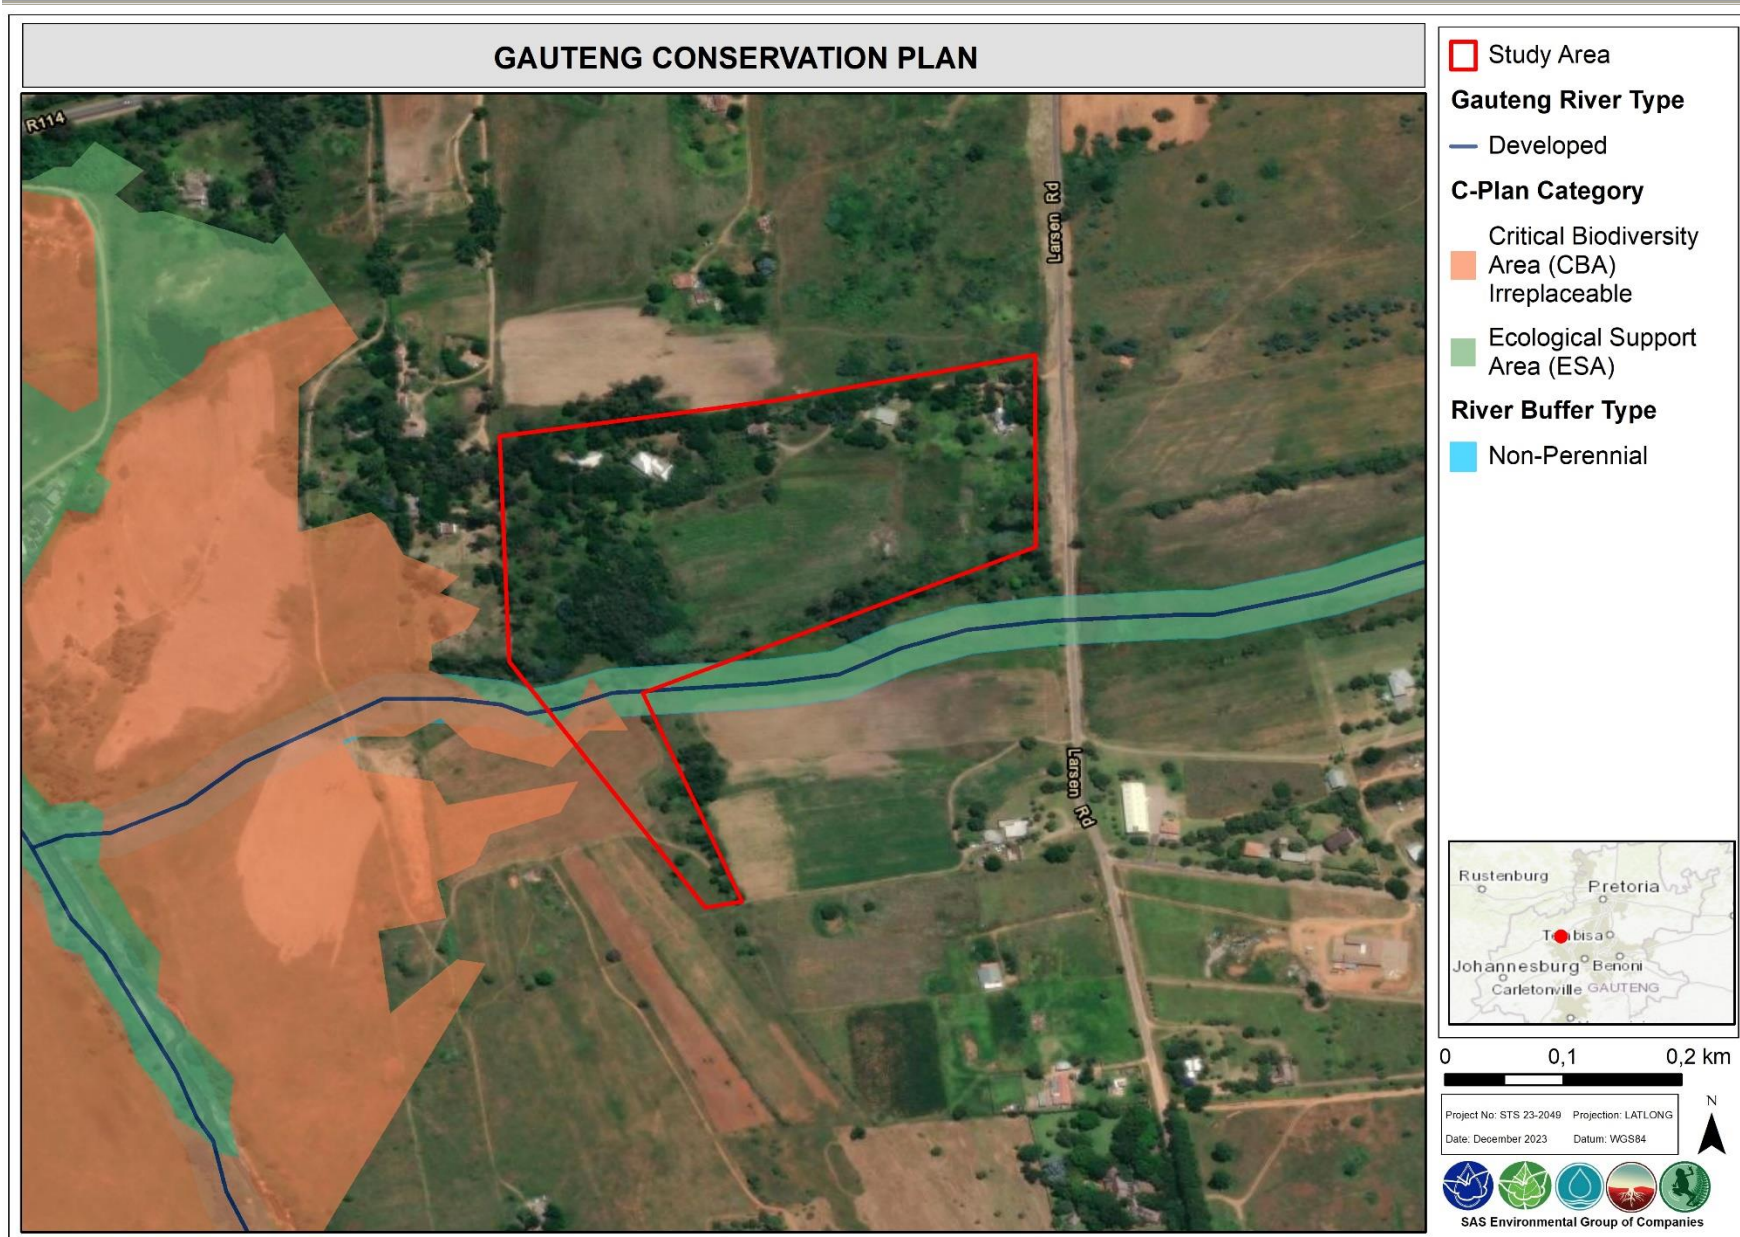 GAUTENG CONSERVATION PLAN
R114
Larsen Rd
Larsen Rd
Study Area
Gauteng River Type
Developed
C-Plan Category
Critical Biodiversity
Area (CBA)
Irreplaceable
Ecological Support
Area (ESA)
River Buffer Type
Non-Perennial
Rustenburg
Pretoria
Johannesburg
Benoni
Carletonville
GAUTENG
0 0,1 0,2 km
Project No: STS 23-2049 Projection: LATLONG
Date: December 2023 Datum: WGS84
N
SAS Environmental Group of Companies